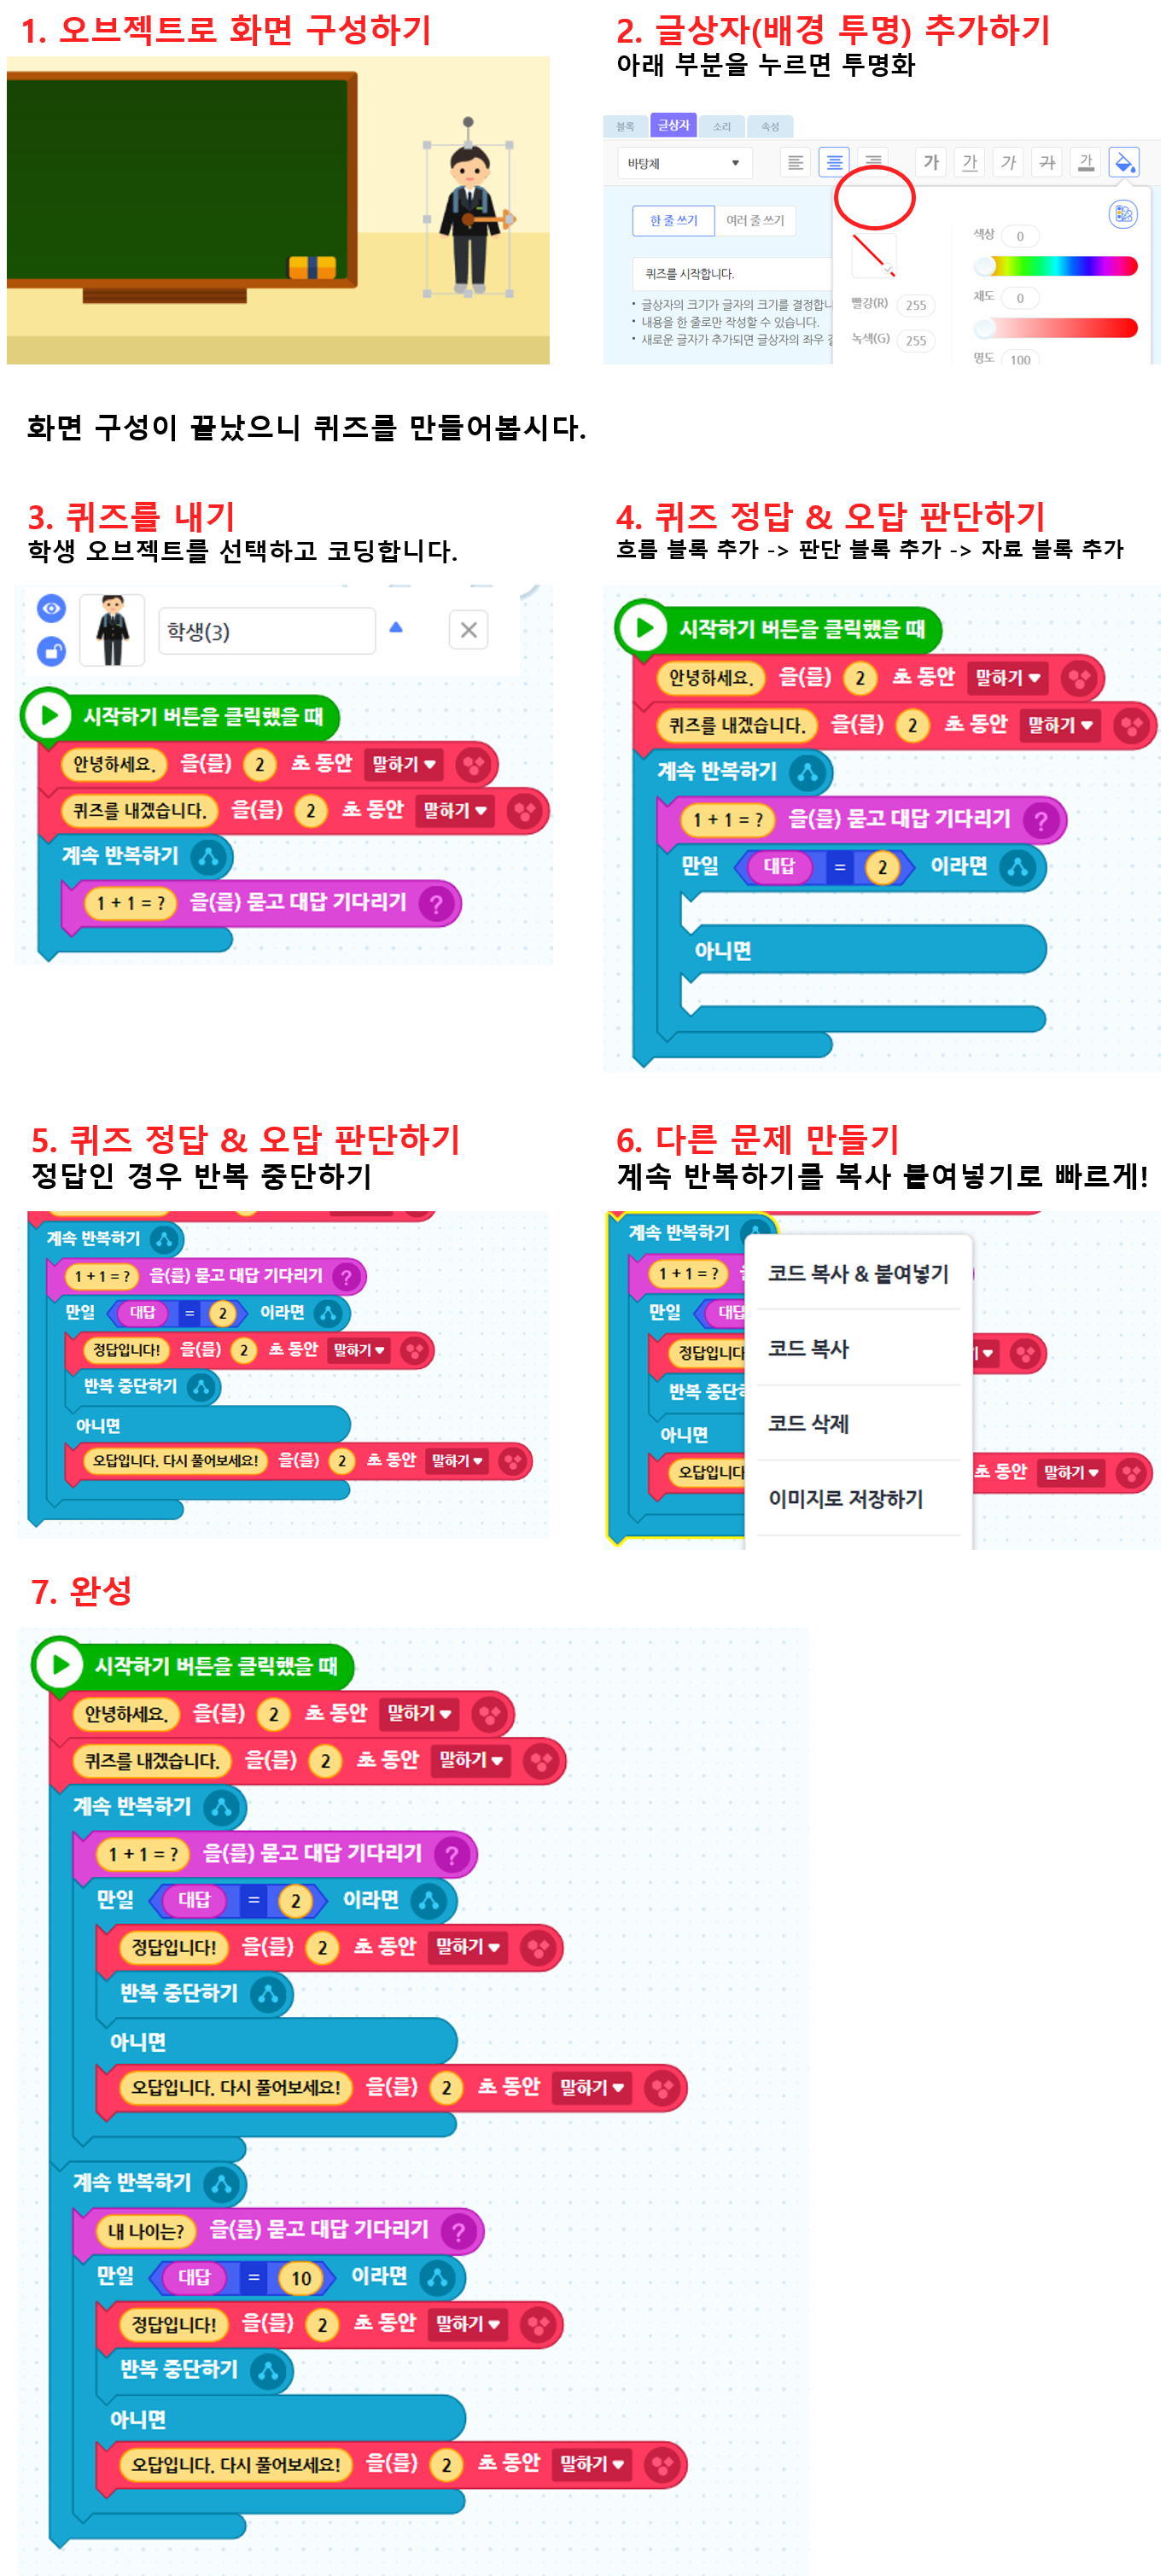 1. 오브젝트로 화면 구성하기
2. 글상자(배경 투명) 추가하기
아래 부분을 누르면 투명화
블록 글상자 소리 속성
바탕체 가 가 가 가 가
한 줄 쓰기 여러 줄 쓰기
색상 0
퀴즈를 시작합니다.
채도 0
빨강(R) 255
• 글상자의 크기가 글자의 크기를 결정합니
• 내용을 한 줄로만 작성할 수 있습니다.
• 새로운 글자가 추가되면 글상자의 좌우
녹색(G) 255
명도 100
화면 구성이 끝났으니 퀴즈를 만들어봅시다.
3. 퀴즈를 내기
학생 오브젝트를 선택하고 코딩합니다.
학생(3)
시작하기 버튼을 클릭했을 때
안녕하세요. 을(를) 2 초 동안 말하기
퀴즈를 내겠습니다. 을(를) 2 초 동안 말하기
계속 반복하기
1 + 1 = ? 을(를) 묻고 대답 기다리기 ?
4. 퀴즈 정답 & 오답 판단하기
흐름 블록 추가 -> 판단 블록 추가 -> 자료 블록 추가
시작하기 버튼을 클릭했을 때
안녕하세요. 을(를) 2 초 동안 말하기
퀴즈를 내겠습니다. 을(를) 2 초 동안 말하기
계속 반복하기
1 + 1 = ? 을(를) 묻고 대답 기다리기 ?
만일 대답 = 2 이라면
아니면
5. 퀴즈 정답 & 오답 판단하기
정답인 경우 반복 중단하기
계속 반복하기
1 + 1 = ? 을(를) 묻고 대답 기다리기 ?
만일 대답 = 2 이라면
정답입니다! 을(를) 2 초 동안 말하기
반복 중단하기
아니면
오답입니다. 다시 풀어보세요! 을(를) 2 초 동안 말하기
6. 다른 문제 만들기
계속 반복하기를 복사 붙여넣기로 빠르게!
계속 반복하기
1 + 1 = ?
만일 대답
정답입니다
반복 중단
아니면
오답입니다 초 동안 말하기
코드 복사 & 붙여넣기
코드 복사
코드 삭제
이미지로 저장하기
7. 완성
시작하기 버튼을 클릭했을 때
안녕하세요. 을(를) 2 초 동안 말하기
퀴즈를 내겠습니다. 을(를) 2 초 동안 말하기
계속 반복하기
1 + 1 = ? 을(를) 묻고 대답 기다리기 ?
만일 대답 = 2 이라면
정답입니다! 을(를) 2 초 동안 말하기
반복 중단하기
아니면
오답입니다. 다시 풀어보세요! 을(를) 2 초 동안 말하기
계속 반복하기
내 나이는? 을(를) 묻고 대답 기다리기 ?
만일 대답 = 10 이라면
정답입니다! 을(를) 2 초 동안 말하기
반복 중단하기
아니면
오답입니다. 다시 풀어보세요! 을(를) 2 초 동안 말하기